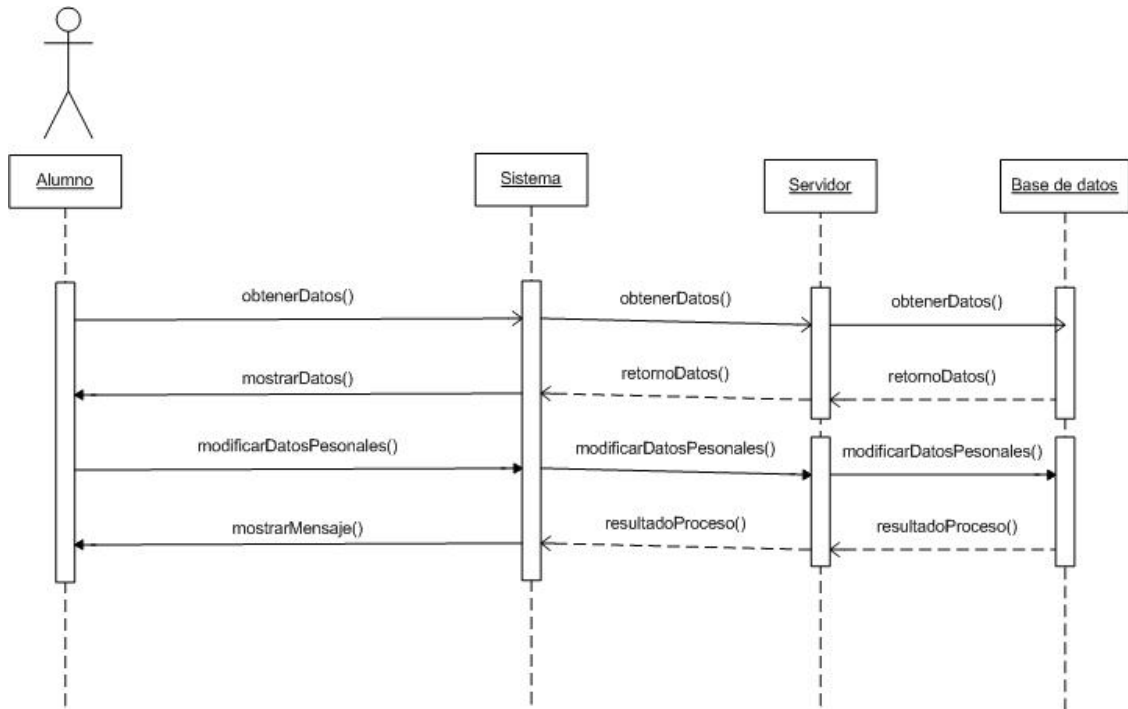 Alumno
Sistema
Servidor
Base de datos
obtenerDatos()
obtenerDatos()
obtenerDatos()
mostrarDatos()
retornoDatos()
retornoDatos()
modificarDatosPesonales()
modificarDatosPesonales()
modificarDatosPesonales()
mostrarMensaje()
resultadoProceso()
resultadoProceso()